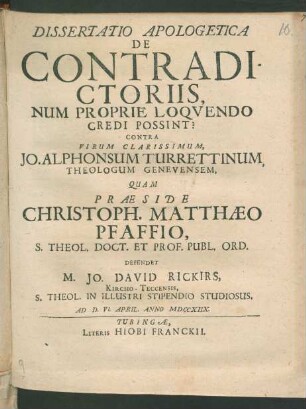 DISSERTATIO APOLOGETICA
DE
CONTRADI-
CTORIIS,
NUM PROPRIE LOQVENDO
CREDI POSSINT?
CONTRA
VIRUM CLARISSIMUM,
JO. ALPHONSUM TURRETTINUM,
THEOLOGUM GENEVENSEM,
QUAM
PRÆSIDE
CHRISTOPH. MATTHÆO
PFAFFIO,
S. THEOL. DOCT. ET PROF. PUBL. ORD.
DEFENDET
M. JO. DAVID RICKIRS,
KIRCHO-TECCENSIS,
S. THEOL. IN ILLUSTRI STIPENDIO STUDIOSUS,
AD D. VI. APRIL. ANNO MDCCXIIX.
TUBINGÆ,
LITERIS HIOBI FRANCKII.